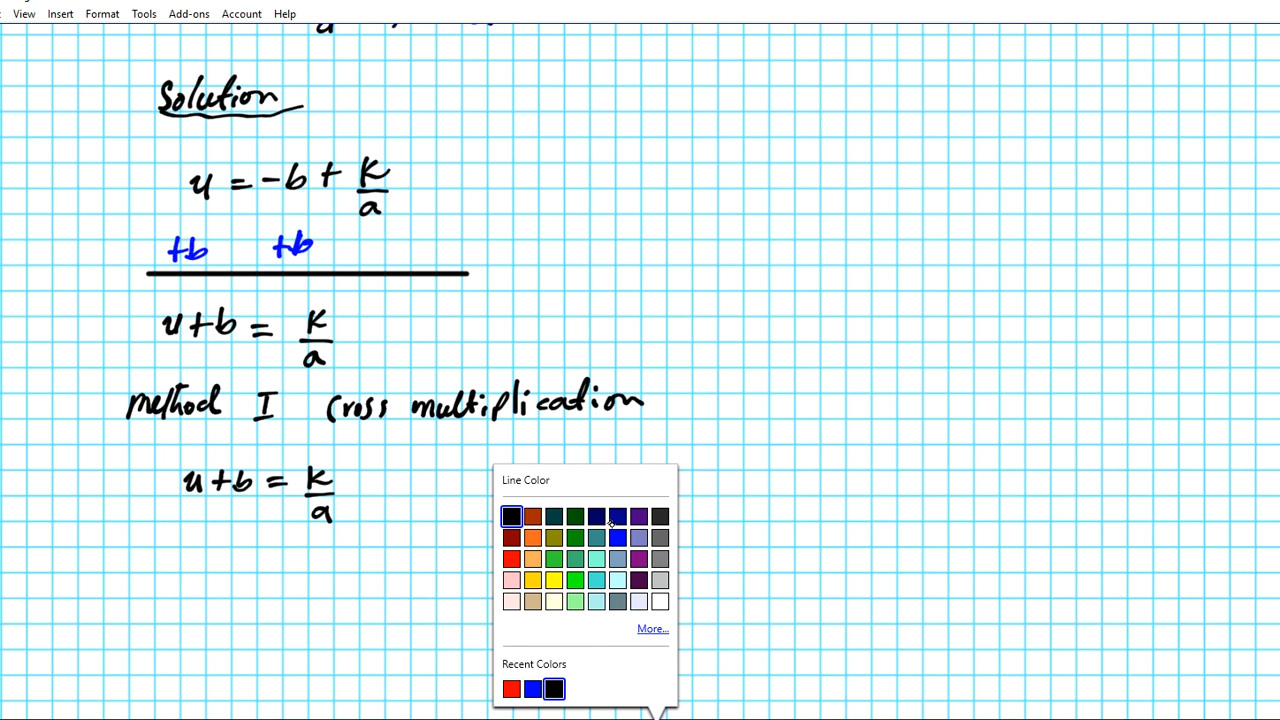 View Insert Format Tools Add-ons Account Help
a
Solution
u = -b + k/a
+b +b
u+b = k/a
method I cross multiplication
u+b = k/a
Line Color
More...
Recent Colors